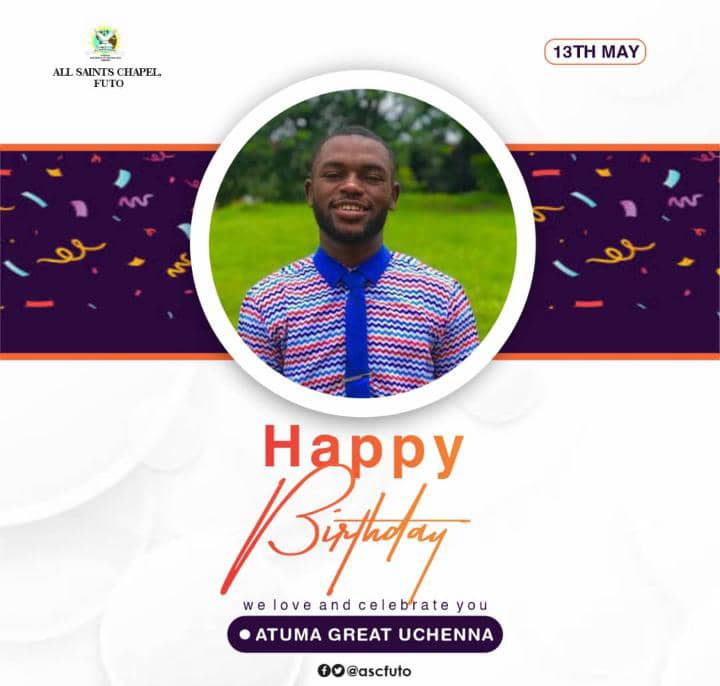 ALL SAINTS CHAPEL,
FUTO
13TH MAY
Happy
Birthday
we love and celebrate you
ATUMA GREAT UCHENNA
@ascfuto